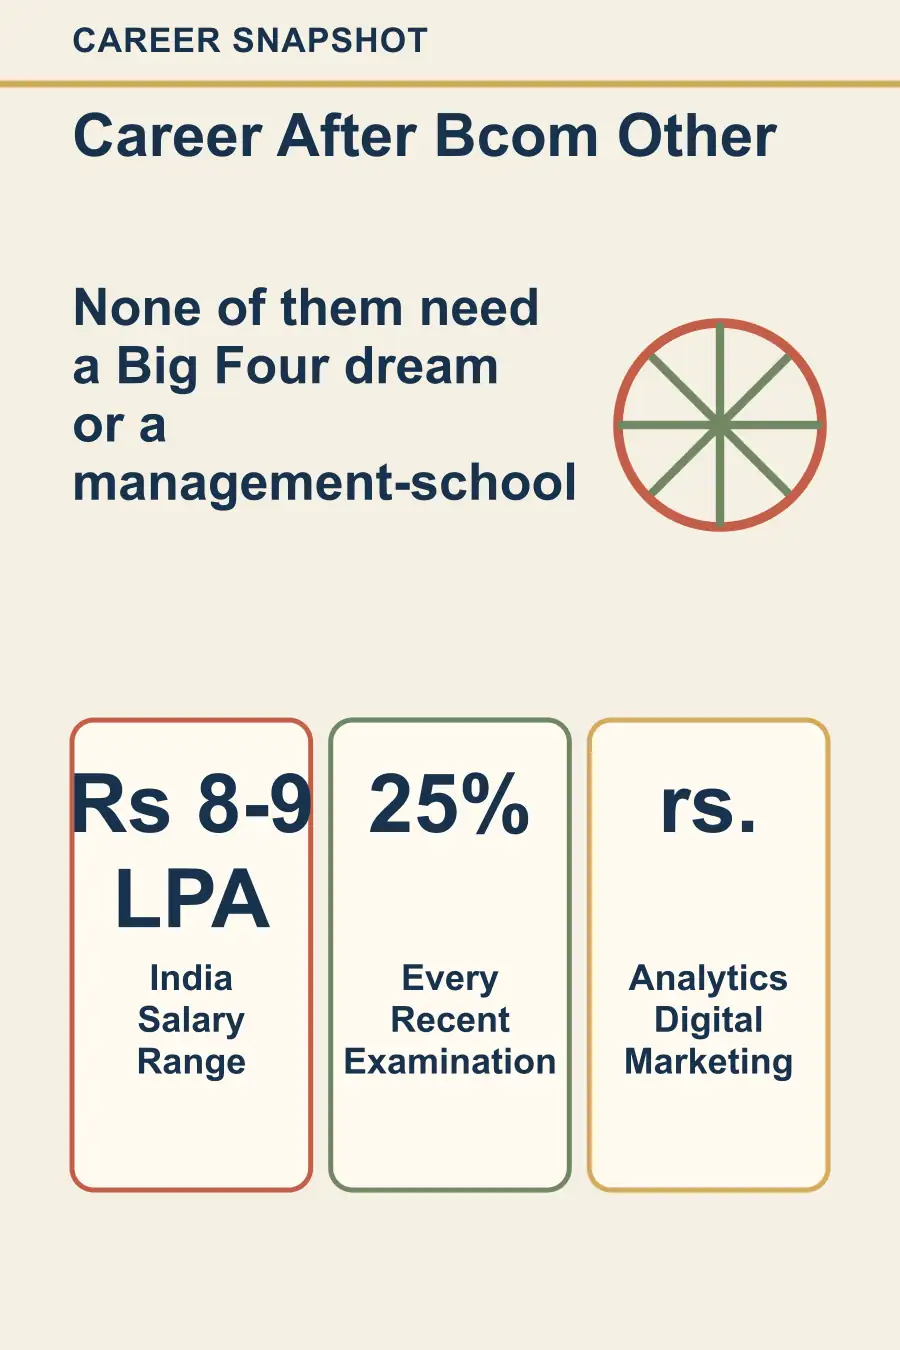 CAREER SNAPSHOT
Career After Bcom Other
None of them need
a Big Four dream
or a
management-school
Rs 8-9
LPA
India
Salary
Range
25%
Every
Recent
Examination
rs.
Analytics
Digital
Marketing